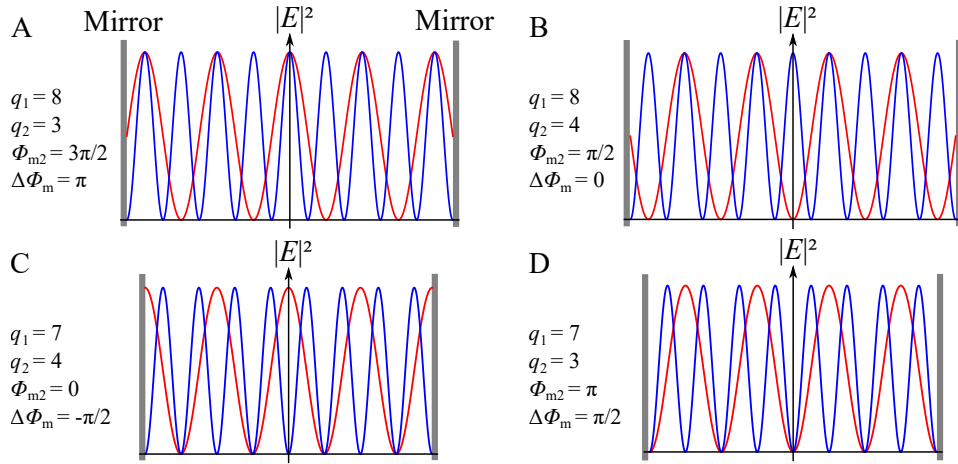 A
Mirror
|E|²
Mirror
q₁ = 8
q₂ = 3
Φm2 = 3π/2
ΔΦm = π
B
|E|²
q₁ = 8
q₂ = 4
Φm2 = π/2
ΔΦm = 0
C
|E|²
q₁ = 7
q₂ = 4
Φm2 = 0
ΔΦm = -π/2
D
|E|²
q₁ = 7
q₂ = 3
Φm2 = π
ΔΦm = π/2